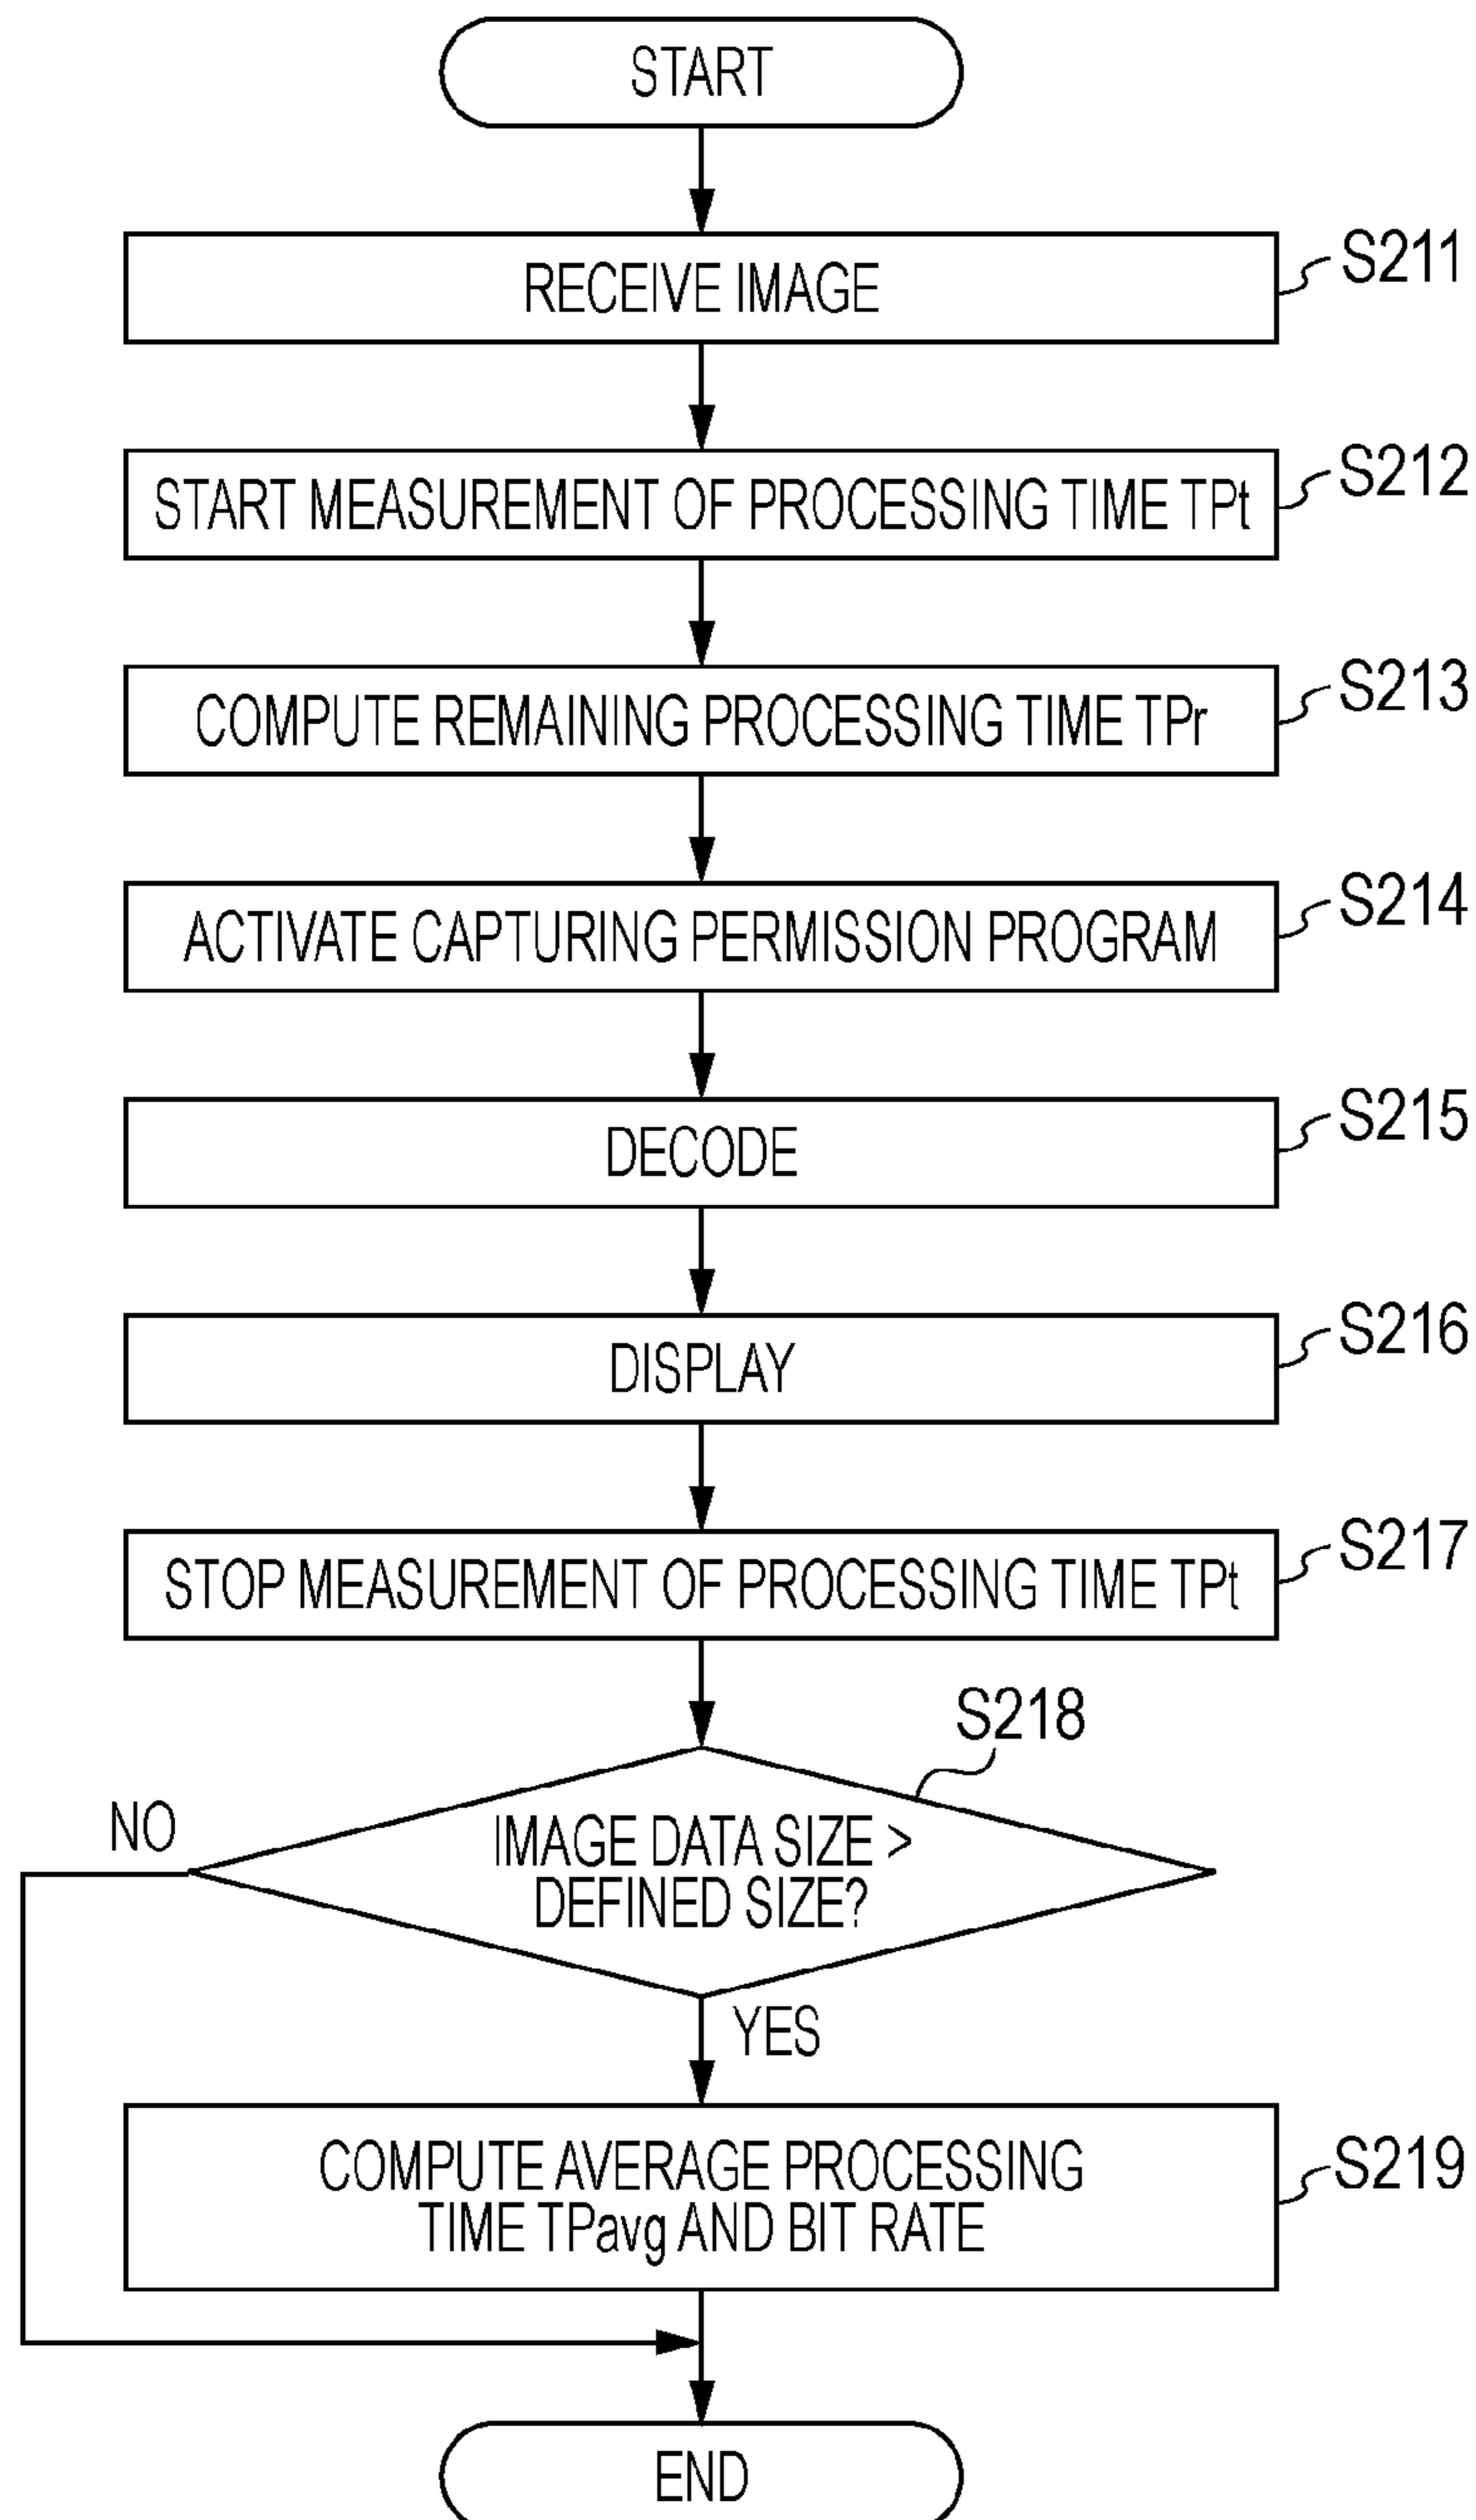 START
RECEIVE IMAGE
S211
START MEASUREMENT OF PROCESSING TIME TPt
S212
COMPUTE REMAINING PROCESSING TIME TPr
S213
ACTIVATE CAPTURING PERMISSION PROGRAM
S214
DECODE
S215
DISPLAY
S216
STOP MEASUREMENT OF PROCESSING TIME TPt
S217
S218
NO
IMAGE DATA SIZE >
DEFINED SIZE?
YES
COMPUTE AVERAGE PROCESSING
TIME TPavg AND BIT RATE
S219
END